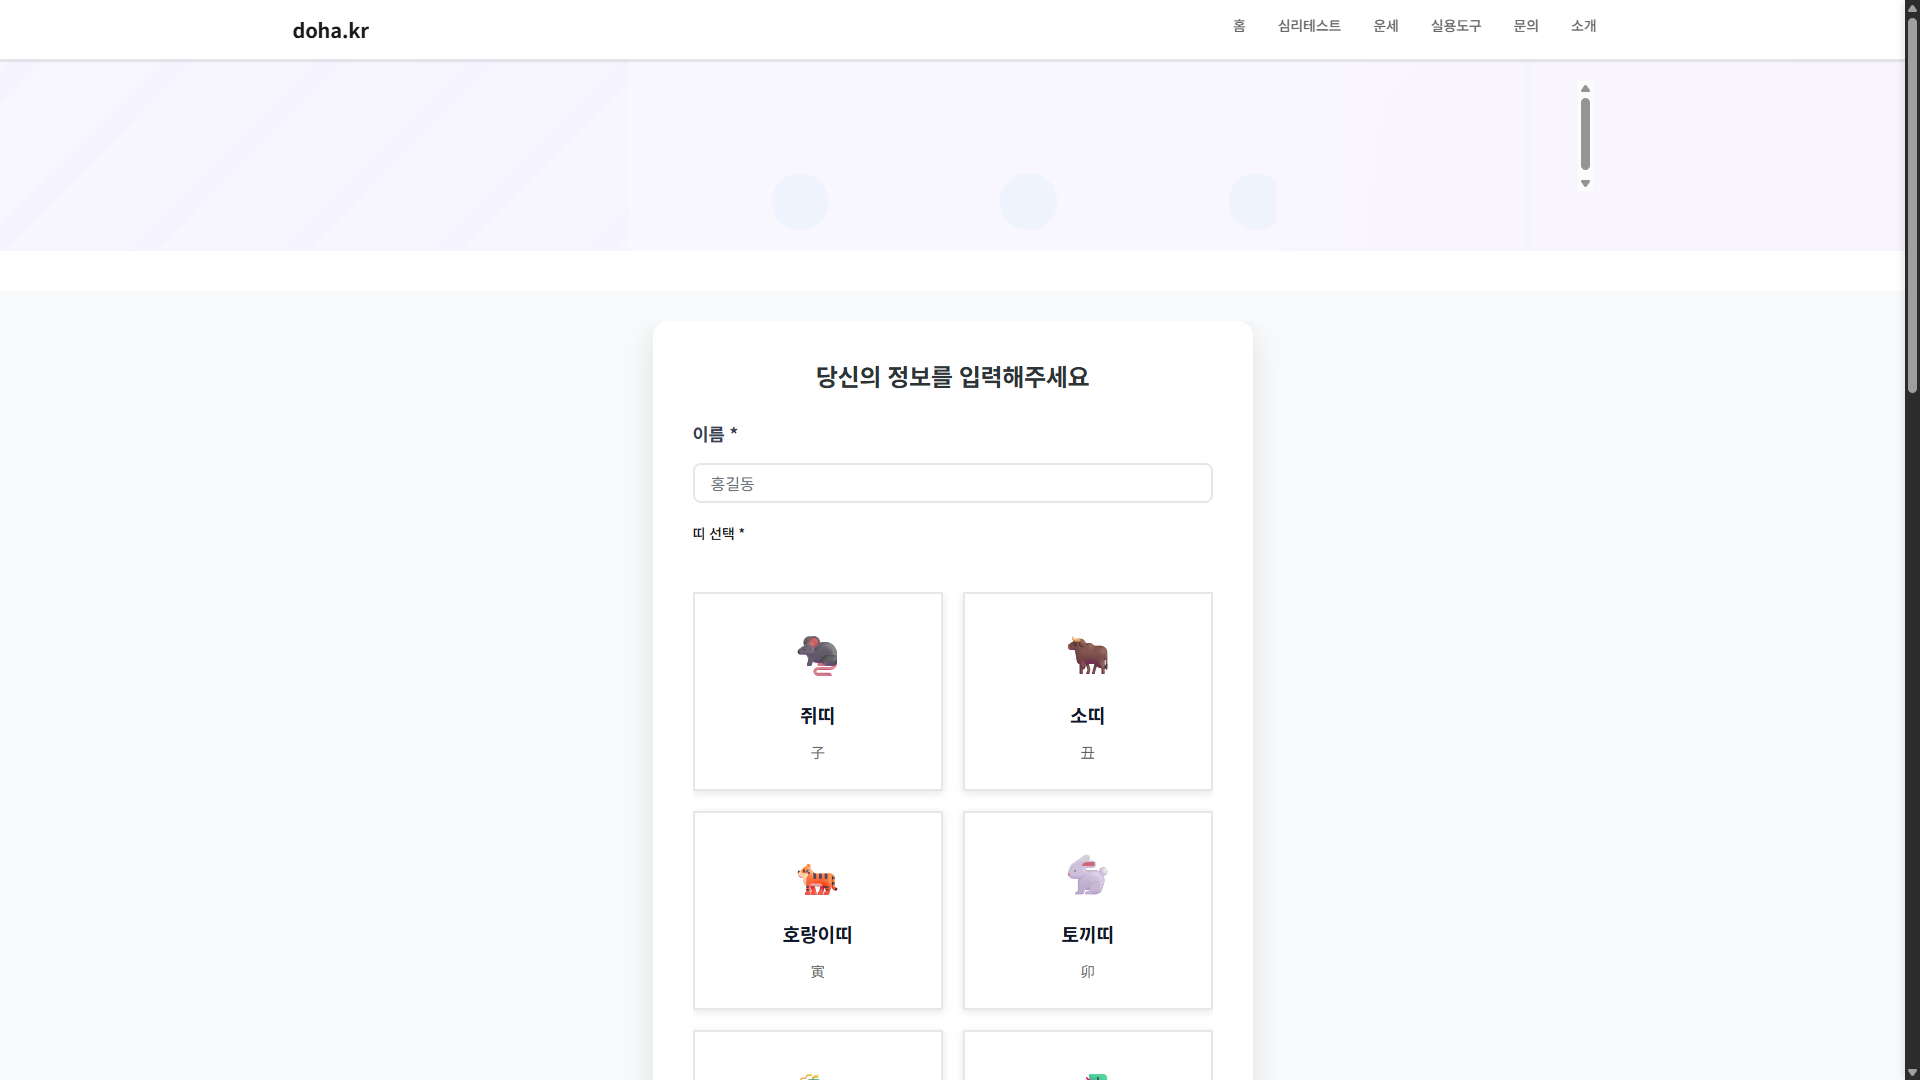 doha.kr
홈 심리테스트 운세 실용도구 문의 소개
당신의 정보를 입력해주세요
이름 *
홍길동
띠 선택 *
쥐띠
子
소띠
丑
호랑이띠
寅
토끼띠
卯